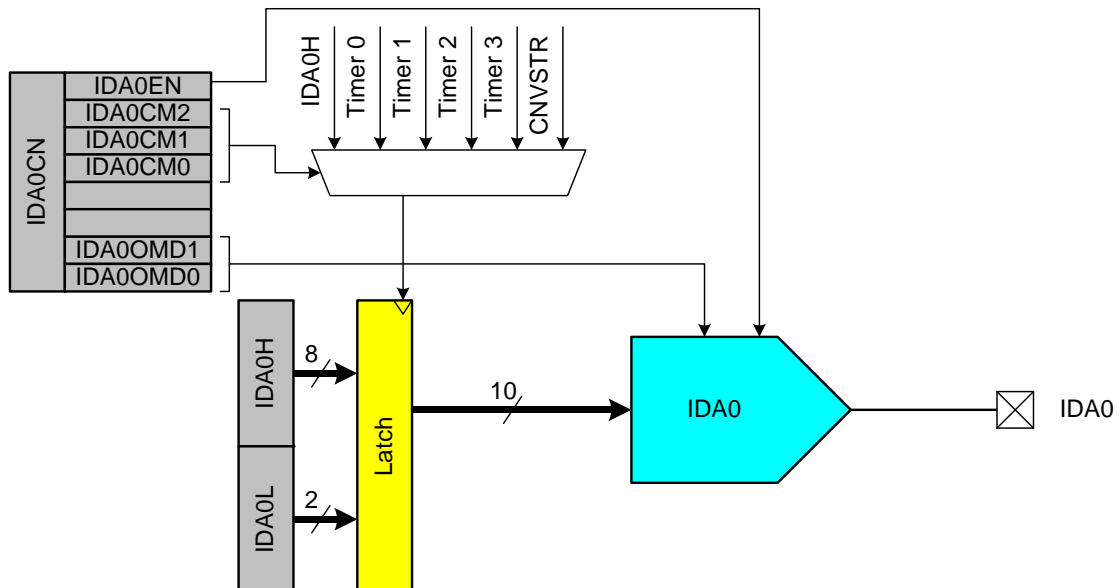 IDA0CN
IDA0EN
IDA0CM2
IDA0CM1
IDA0CM0
IDA0OMD1
IDA0OMD0
IDA0H
Timer 0
Timer 1
Timer 2
Timer 3
CNVSTR
IDA0H
8
IDA0L
2
Latch
10
IDA0
IDA0